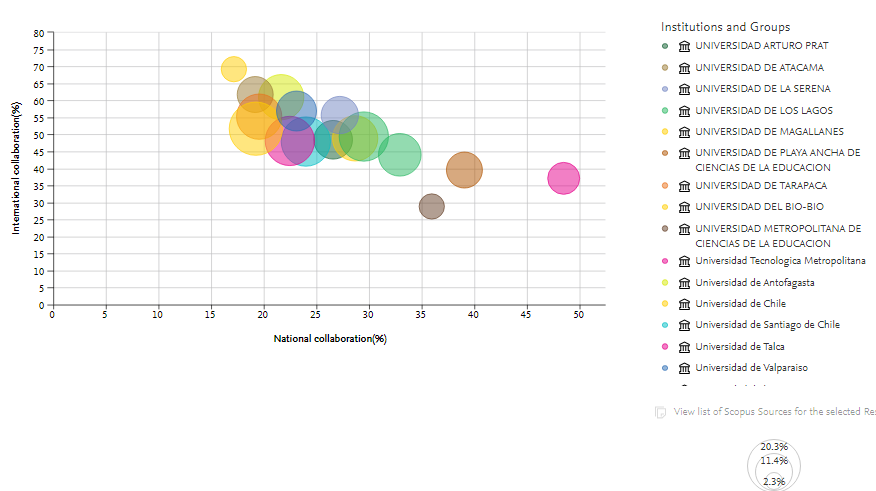 Institutions and Groups
UNIVERSIDAD ARTURO PRAT
UNIVERSIDAD DE ATACAMA
UNIVERSIDAD DE LA SERENA
UNIVERSIDAD DE LOS LAGOS
UNIVERSIDAD DE MAGALLANES
UNIVERSIDAD DE PLAYA ANCHA DE
CIENCIAS DE LA EDUCACION
UNIVERSIDAD DE TARAPACA
UNIVERSIDAD DEL BIO-BIO
UNIVERSIDAD METROPOLITANA DE
CIENCIAS DE LA EDUCACION
Universidad Tecnologica Metropolitana
Universidad de Antofagasta
Universidad de Chile
Universidad de Santiago de Chile
Universidad de Talca
Universidad de Valparaiso
View list of Scopus Sources for the selected Re
20.3%
11.4%
2.3%
International collaboration(%)
80
75
70
65
60
55
50
45
40
35
30
25
20
15
10
5
0
0 5 10 15 20 25 30 35 40 45 50
National collaboration(%)